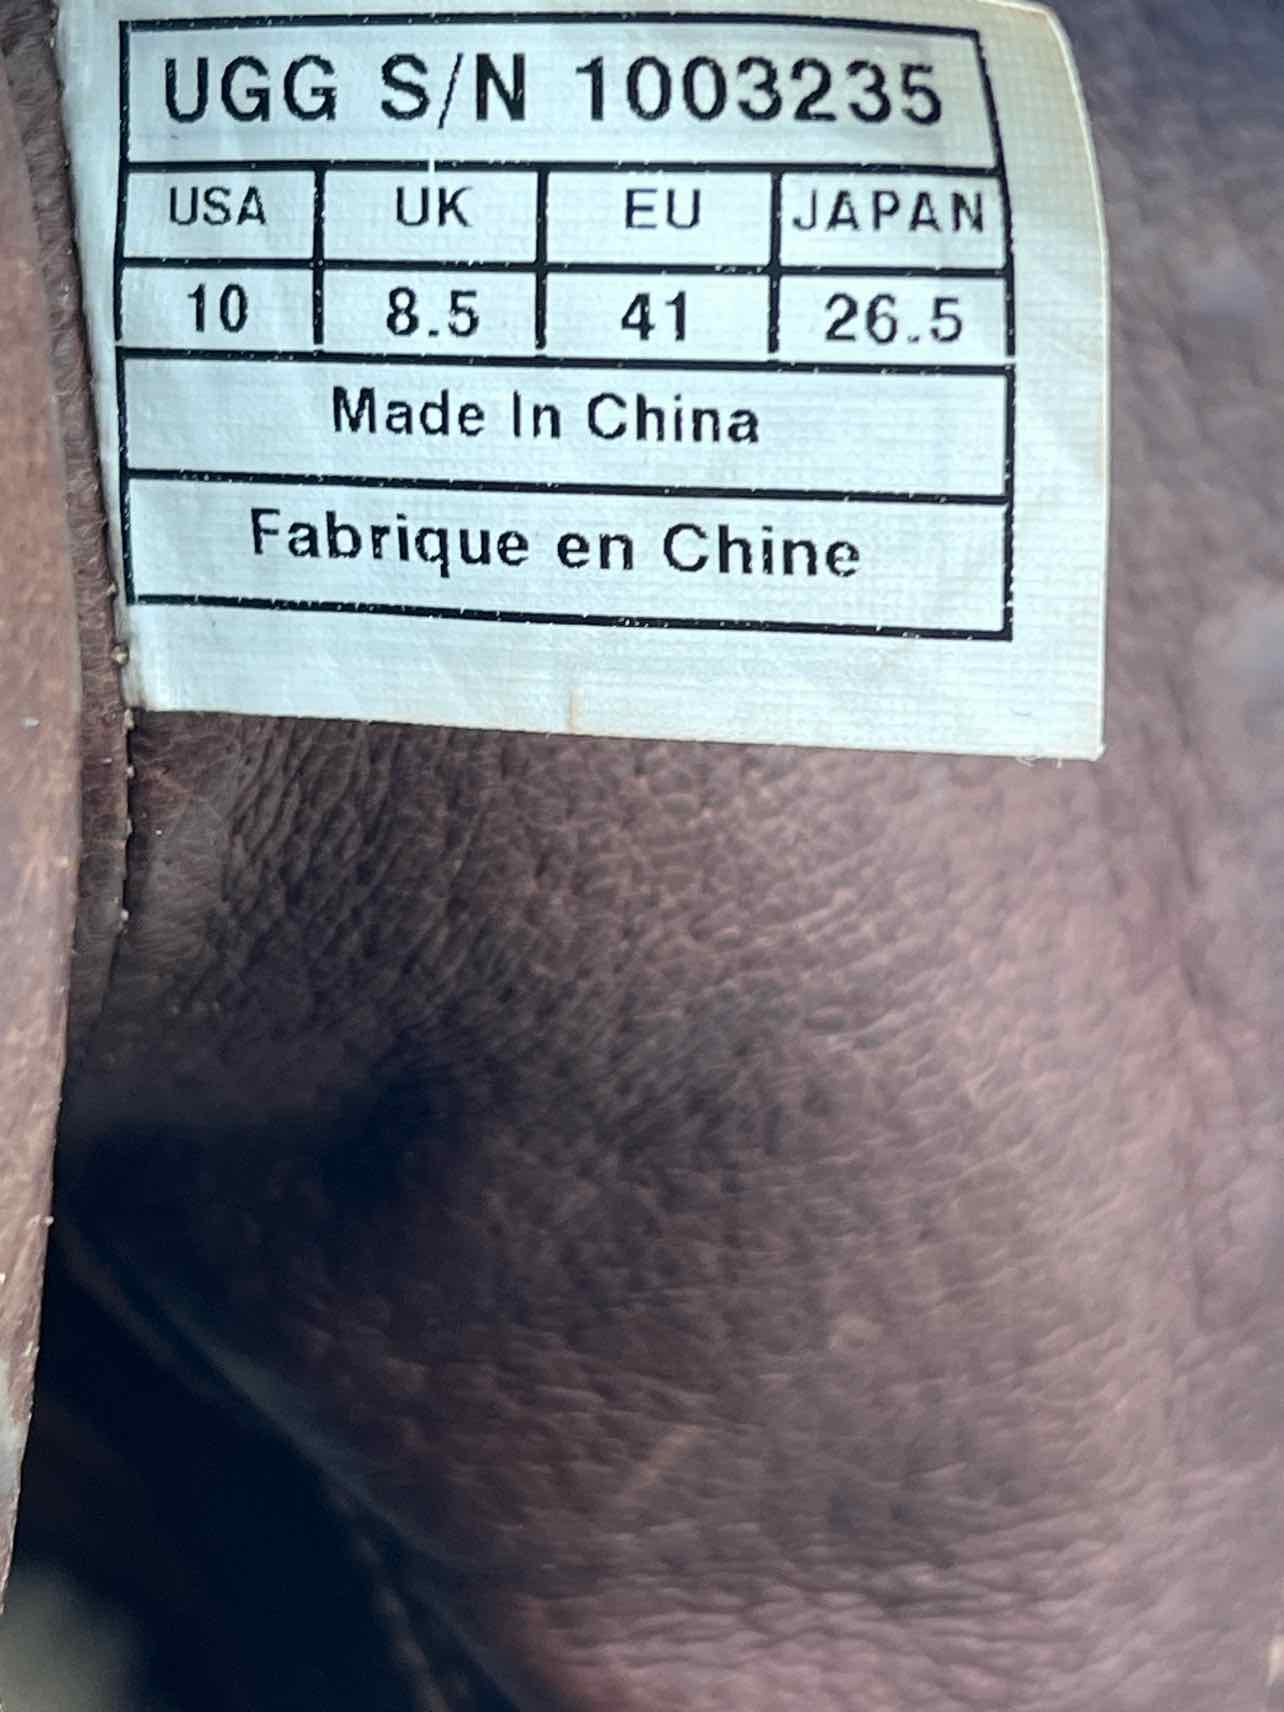 UGG S/N 1003235
USA UK EU JAPAN
10 8.5 41 26.5
Made In China
Fabrique en Chine